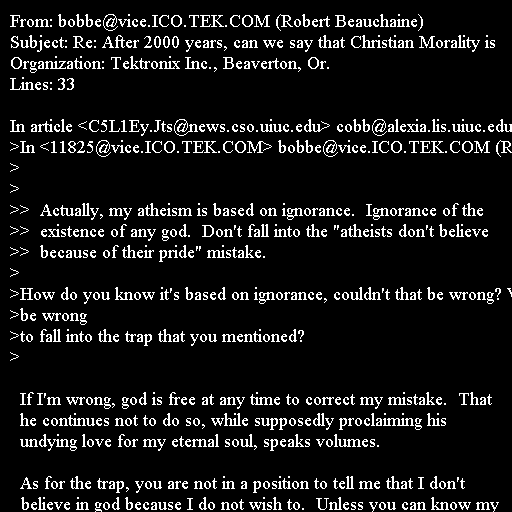 From: bobbe@vice.ICO.TEK.COM (Robert Beauchaine)
Subject: Re: After 2000 years, can we say that Christian Morality is
Organization: Tektronix Inc., Beaverton, Or.
Lines: 33

In article <C5L1Ey.Jts@news.cso.uiuc.edu> cobb@alexia.lis.uiuc.edu
>In <11825@vice.ICO.TEK.COM> bobbe@vice.ICO.TEK.COM (R
>
>
>>  Actually, my atheism is based on ignorance.  Ignorance of the
>>  existence of any god.  Don't fall into the "atheists don't believe
>>  because of their pride" mistake.
>
>How do you know it's based on ignorance, couldn't that be wrong?
>be wrong
>to fall into the trap that you mentioned?
>

If I'm wrong, god is free at any time to correct my mistake.  That
he continues not to do so, while supposedly proclaiming his
undying love for my eternal soul, speaks volumes.

As for the trap, you are not in a position to tell me that I don't
believe in god because I do not wish to.  Unless you can know my